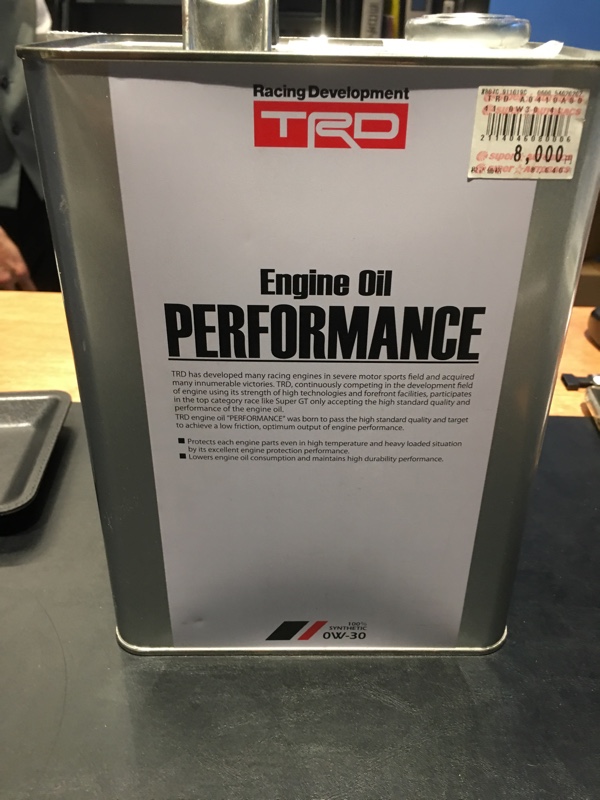 Racing Development
TRD
8,000円
Engine Oil
PERFORMANCE
TRD has developed many racing engines in severe motor sports field and acquired
many innumerable victories. TRD, continuously competing in the development field
of engine using its strength of high technologies and forefront facilities, participates
in the top category race like Super GT only accepting the high standard quality and
performance of the engine oil.
TRD engine oil "PERFORMANCE" was born to pass the high standard quality and target
to achieve a low friction, optimum output of engine performance.
■ Protects each engine parts even in high temperature and heavy loaded situation
by its excellent engine protection performance.
■ Lowers engine oil consumption and maintains high durability performance.
100%
SYNTHETIC
0W-30